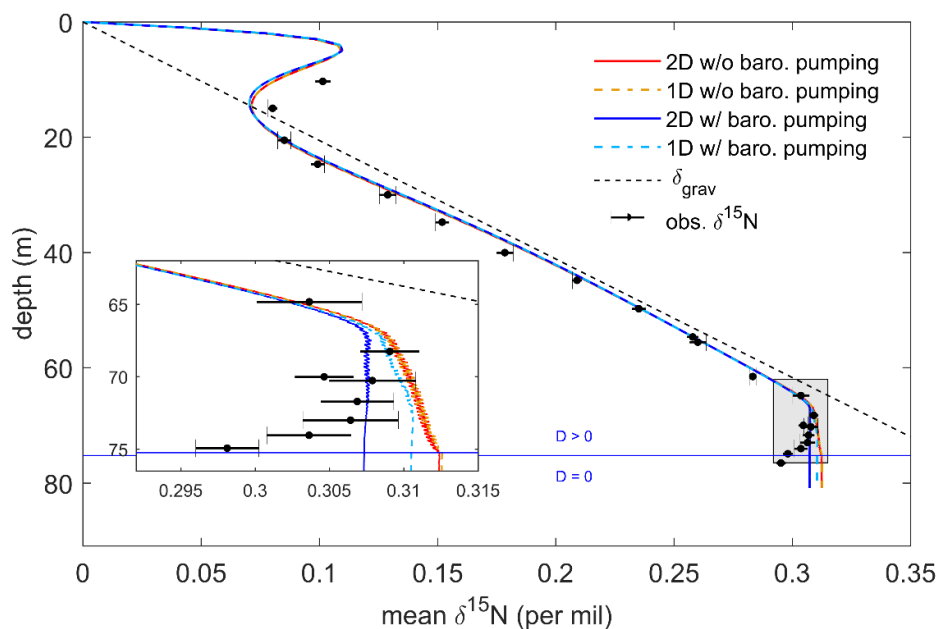 0
20
40
60
80
depth (m)
2D w/o baro. pumping
1D w/o baro. pumping
2D w/ baro. pumping
1D w/ baro. pumping
δgrav
obs. δ15N
65
70
75
0.295
0.3
0.305
0.31
0.315
D > 0
D = 0
0
0.05
0.1
0.15
0.2
0.25
0.3
0.35
mean δ15N (per mil)